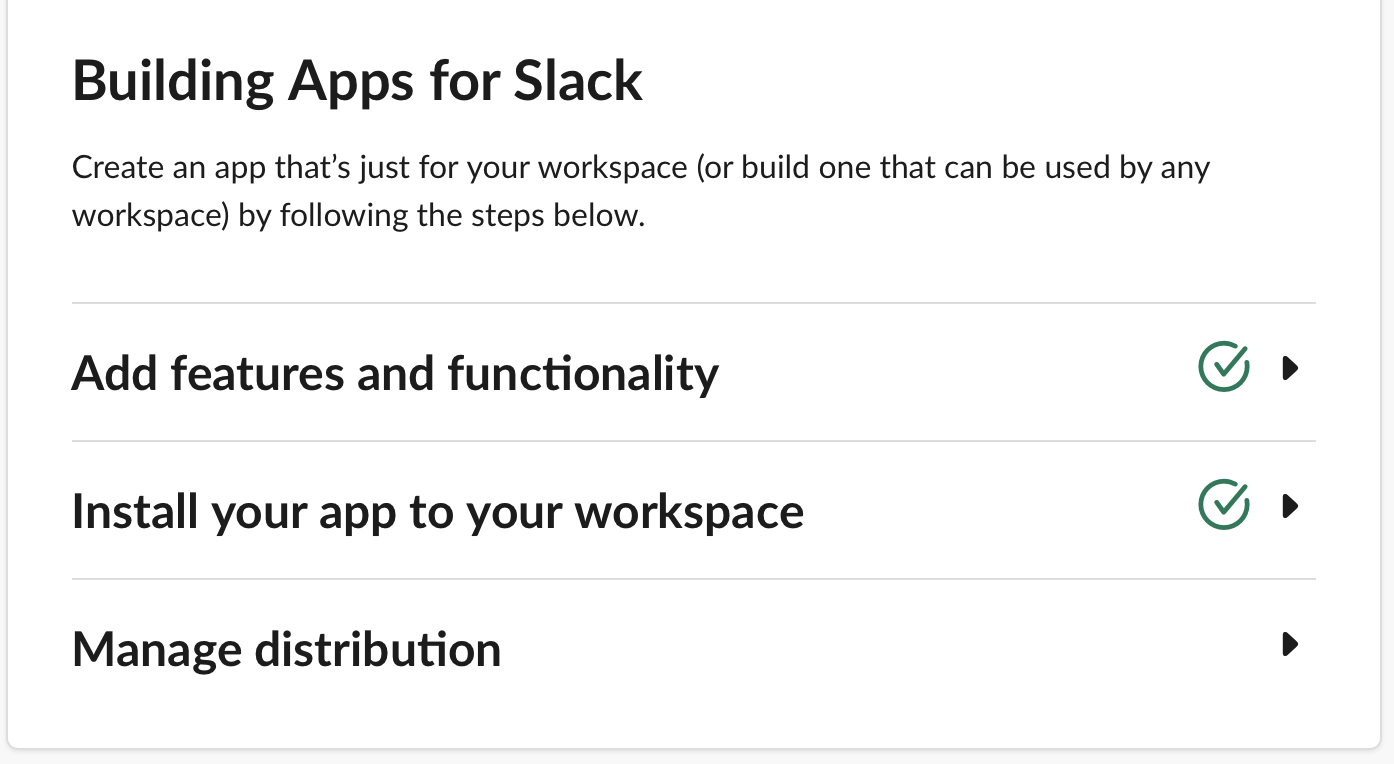 Building Apps for Slack
Create an app that’s just for your workspace (or build one that can be used by any
workspace) by following the steps below.
Add features and functionality
Install your app to your workspace
Manage distribution